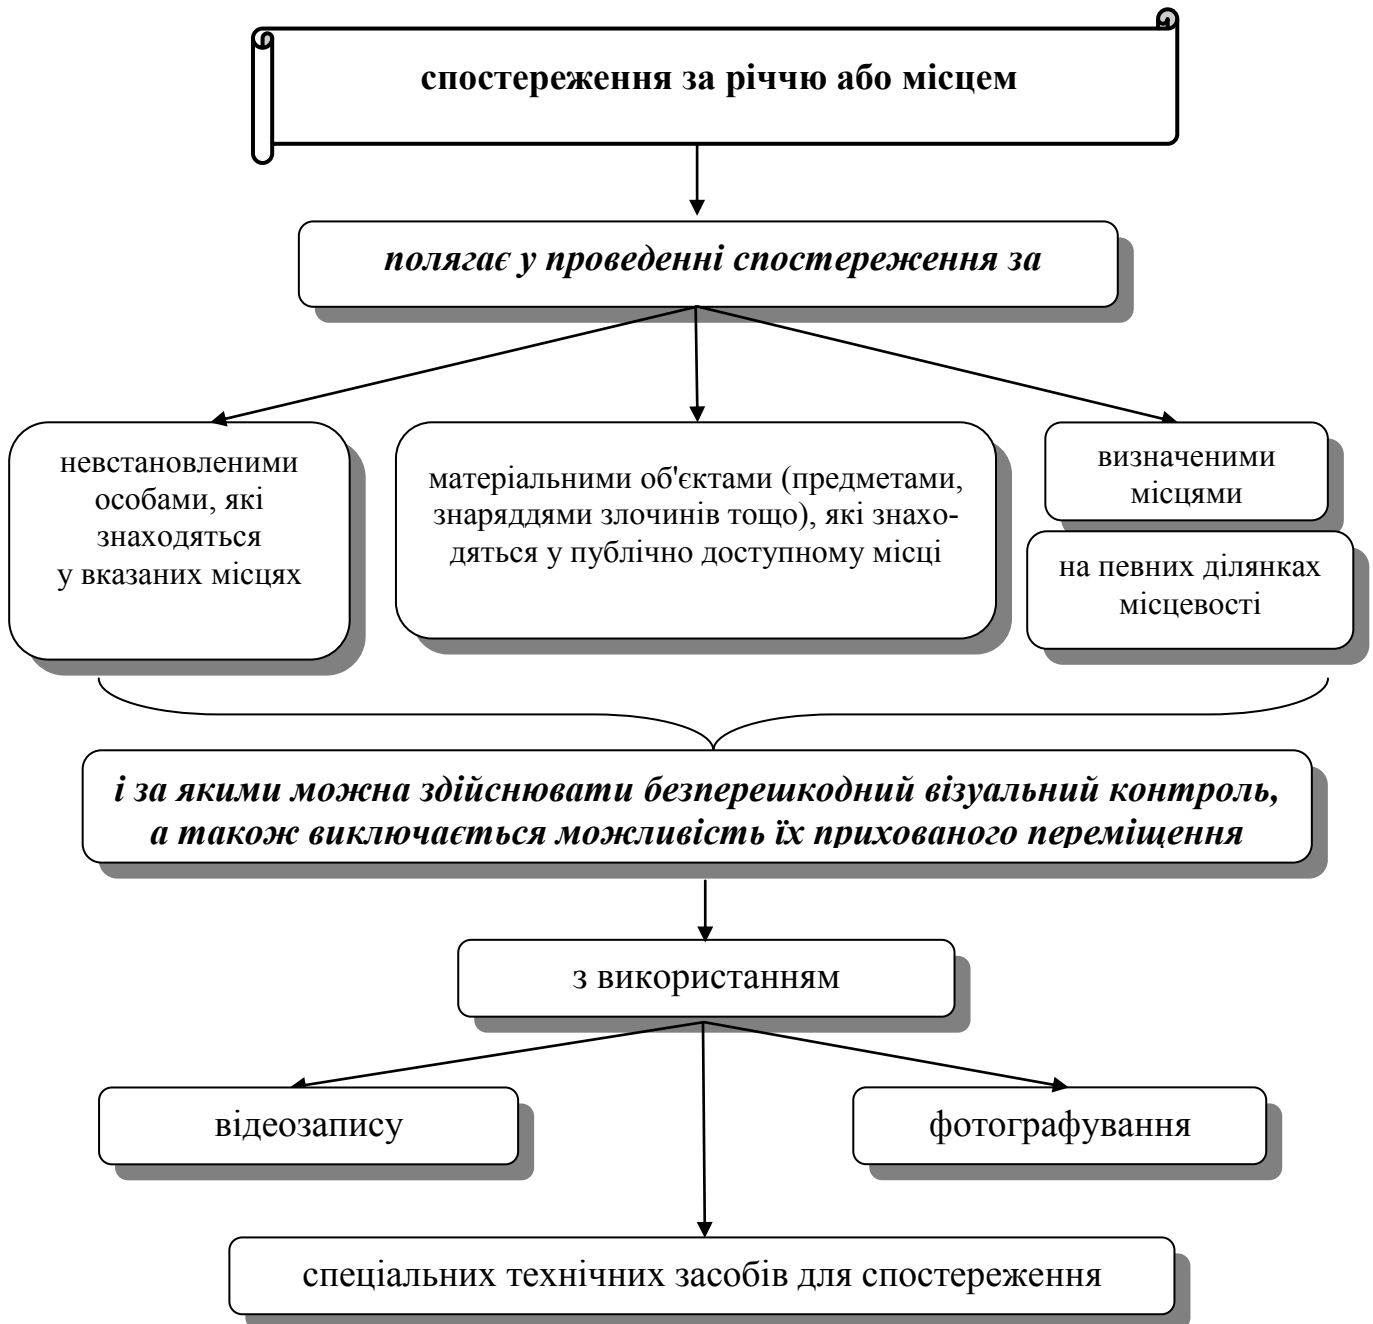 спостереження за річчю або місцем
полягає у проведенні спостереження за
невстановленими
особами, які
знаходяться
у вказаних місцях
матеріальними об'єктами (предметами,
знаряддями злочинів тощо), які знахо-
дяться у публічно доступному місці
визначеними
місцями
на певних ділянках
місцевості
і за якими можна здійснювати безперешкодний візуальний контроль,
а також виключається можливість їх прихованого переміщення
з використанням
відеозапису
фотографування
спеціальних технічних засобів для спостереження